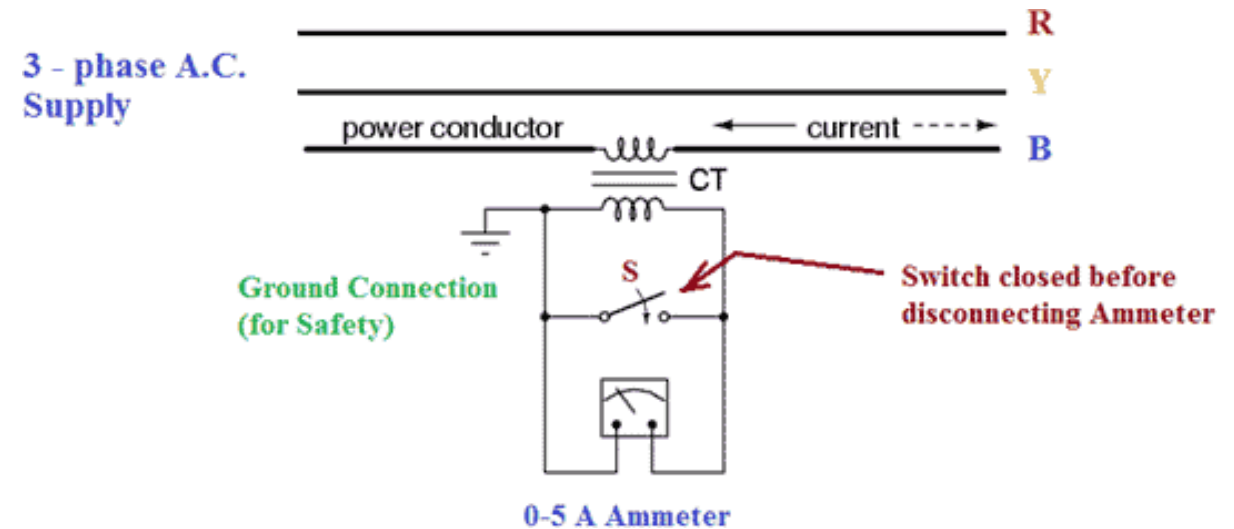 R
3 - phase A.C.
Supply
Y
power conductor
current
B
CT
S
Ground Connection
(for Safety)
Switch closed before
disconnecting Ammeter
0-5 A Ammeter